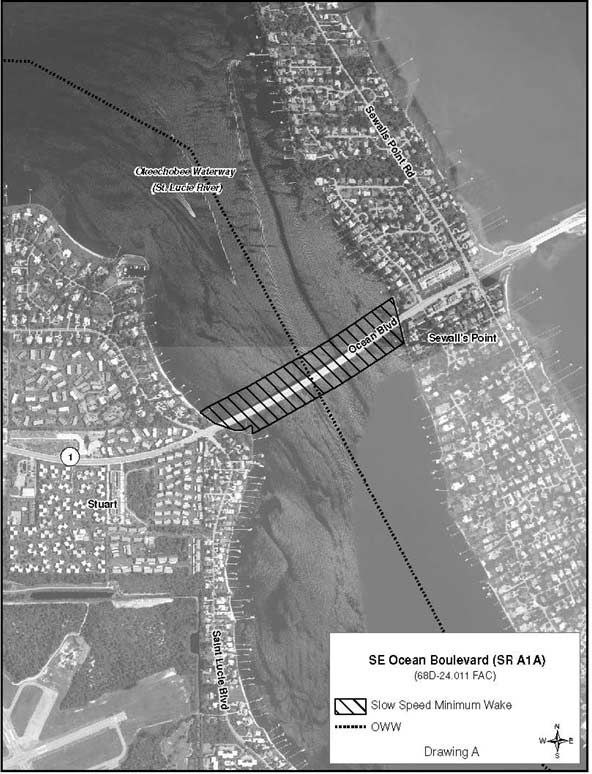 Sewalls Point Rd
Okeechobee Waterway
(St. Lucie River)
Ocean Blvd
Sewall's Point
1
Stuart
Saint Lucie Blvd
SE Ocean Boulevard (SR A1A)
(68D-24.011 FAC)
Slow Speed Minimum Wake
OWW
N
W E
S
Drawing A